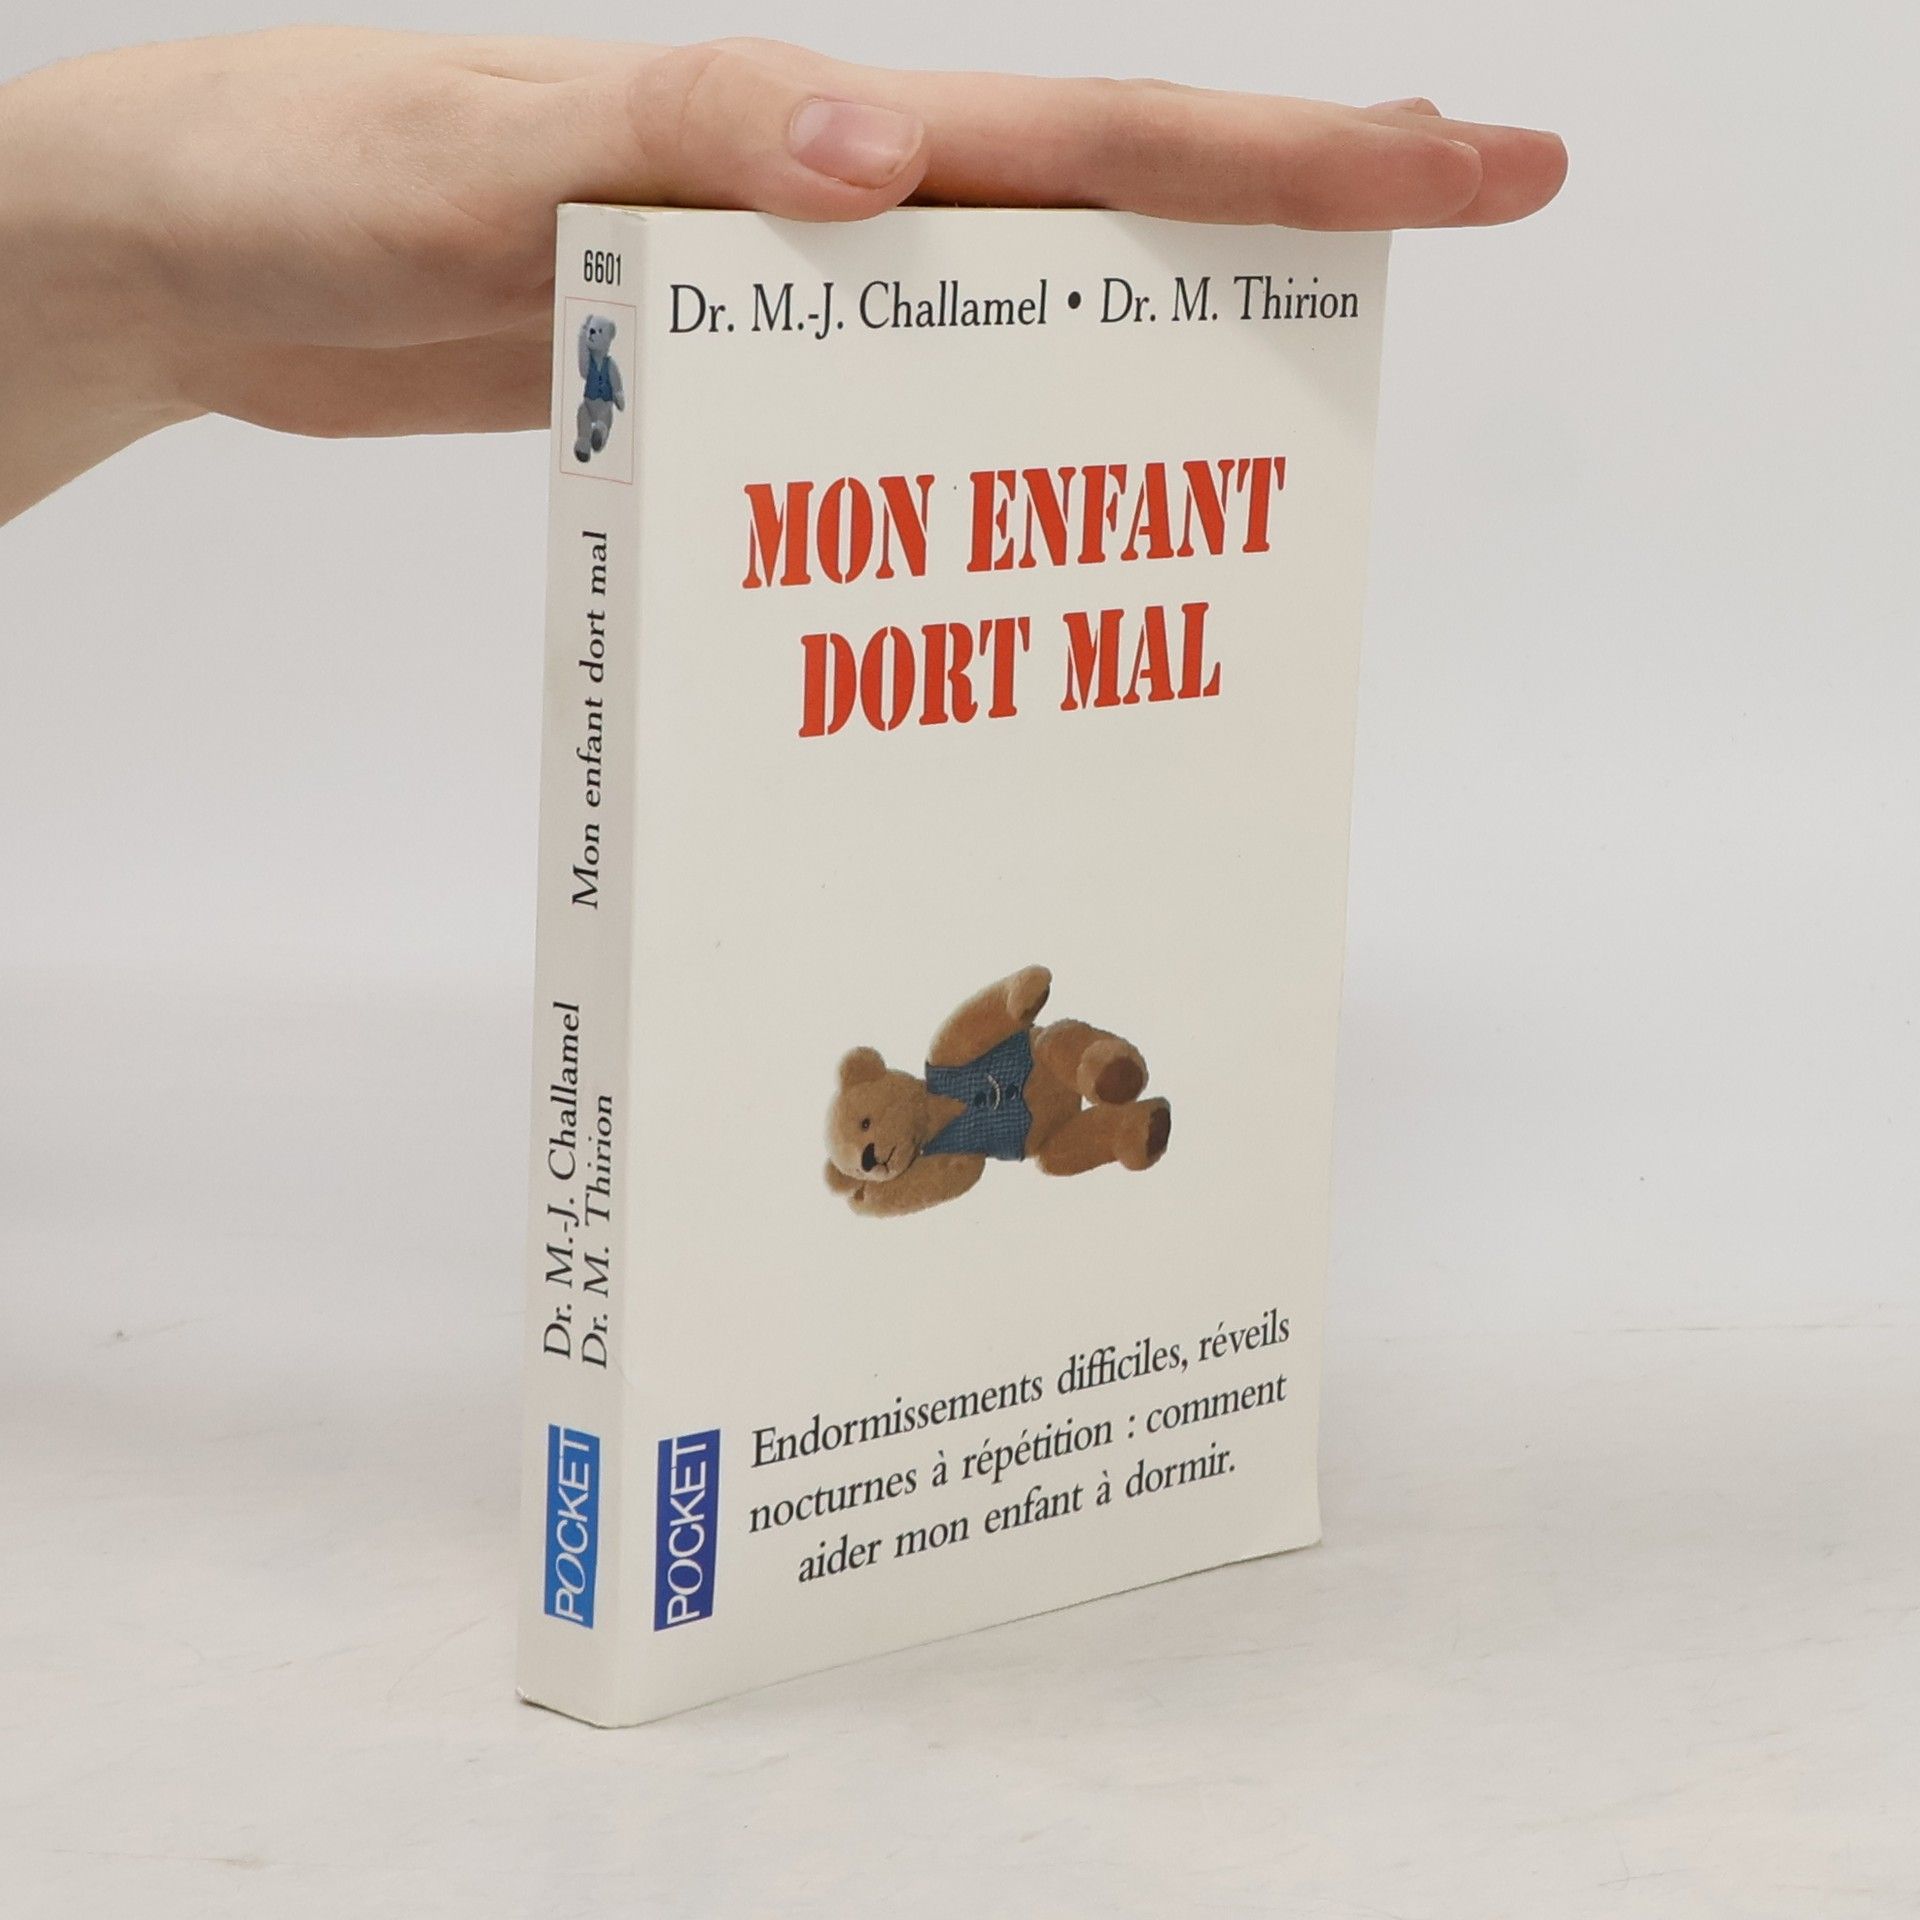 6601
Mon enfant dort mal
Dr. M.-J. Challamel
Dr. M. Thirion
POCKET
Dr. M.-J. Challamel • Dr. M. Thirion
MON ENFANT
DORT MAL
Endormissements difficiles, réveils
nocturnes à répétition : comment
aider mon enfant à dormir.
POCKET